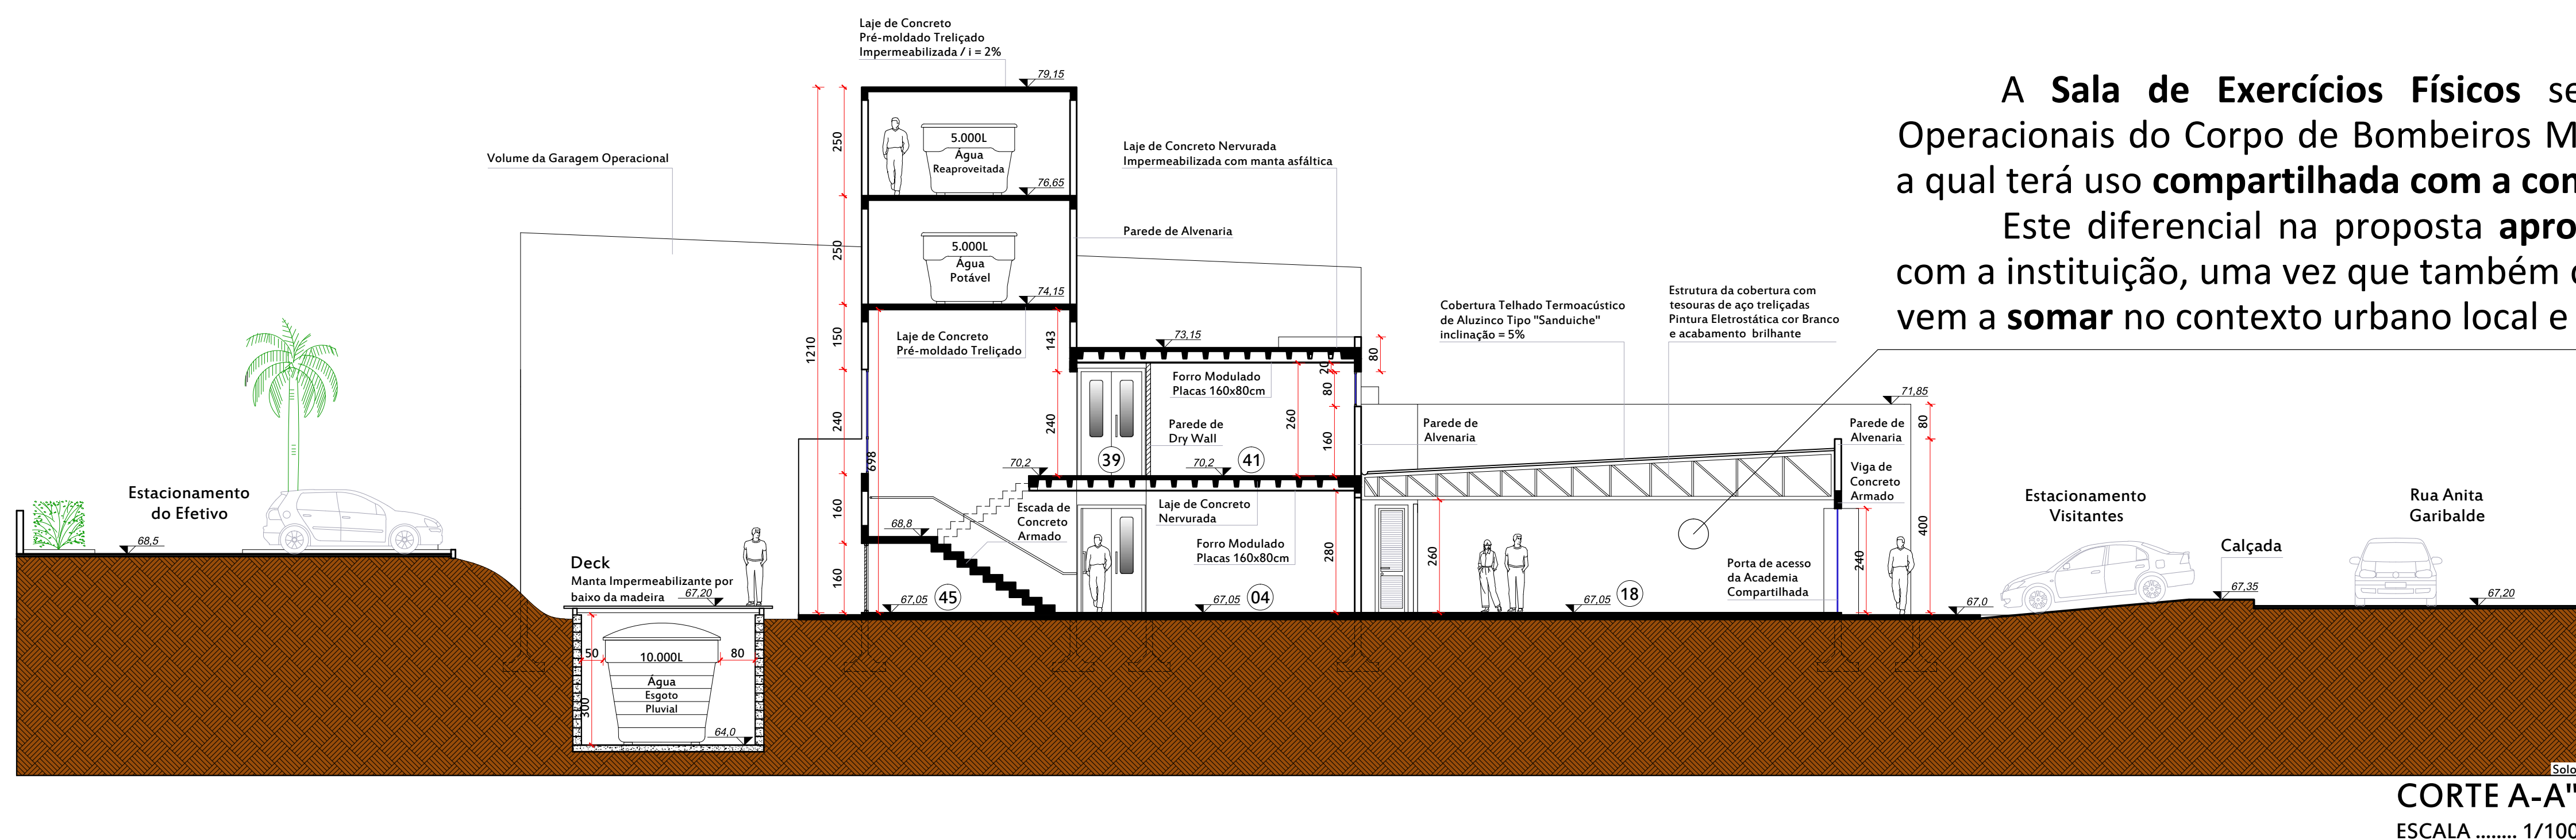 Laje de Concreto
Pré-moldado Treliçado
Impermeabilizada / i = 2%
79,15
A Sala de Exercícios Físicos
Operacionais do Corpo de Bombeiros
a qual terá uso compartilhada com a
Este diferencial na proposta
com a instituição, uma vez que também
vem a somar no contexto urbano local e
250
5.000L
Água
Reaproveitada
76,65
Volume da Garagem Operacional
Laje de Concreto Nervurada
Impermeabilizada com manta asfáltica
Parede de Alvenaria
250
5.000L
Água
Potável
74,15
1210
150
698
Laje de Concreto
Pré-moldado Treliçado
143
73,15
80
20
80
Forro Modulado
Placas 160x80cm
260
160
240
240
Parede de
Dry Wall
39
70,2
70,2
41
Cobertura Telhado Termoacústico
de Aluzinco Tipo "Sanduiche"
inclinação = 5%
Estrutura da cobertura com
tesouras de aço treliçadas
Pintura Eletrostática cor Branco
e acabamento brilhante
71,85
80
Parede de
Alvenaria
Parede de
Alvenaria
Viga de
Concreto
Armado
400
240
Estacionamento
do Efetivo
68,5
160
68,8
Escada de
Concreto
Armado
Laje de Concreto
Nervurada
Forro Modulado
Placas 160x80cm
280
260
160
67,05
45
67,05
04
67,05
18
Porta de acesso
da Academia
Compartilhada
67,0
Estacionamento
Visitantes
Calçada
67,35
Rua Anita
Garibalde
67,20
Deck
Manta Impermeabilizante por
baixo da madeira
67,20
50
10.000L
80
Água
Esgoto
Pluvial
300
64,0
Solo
CORTE A-A"
ESCALA ........ 1/100